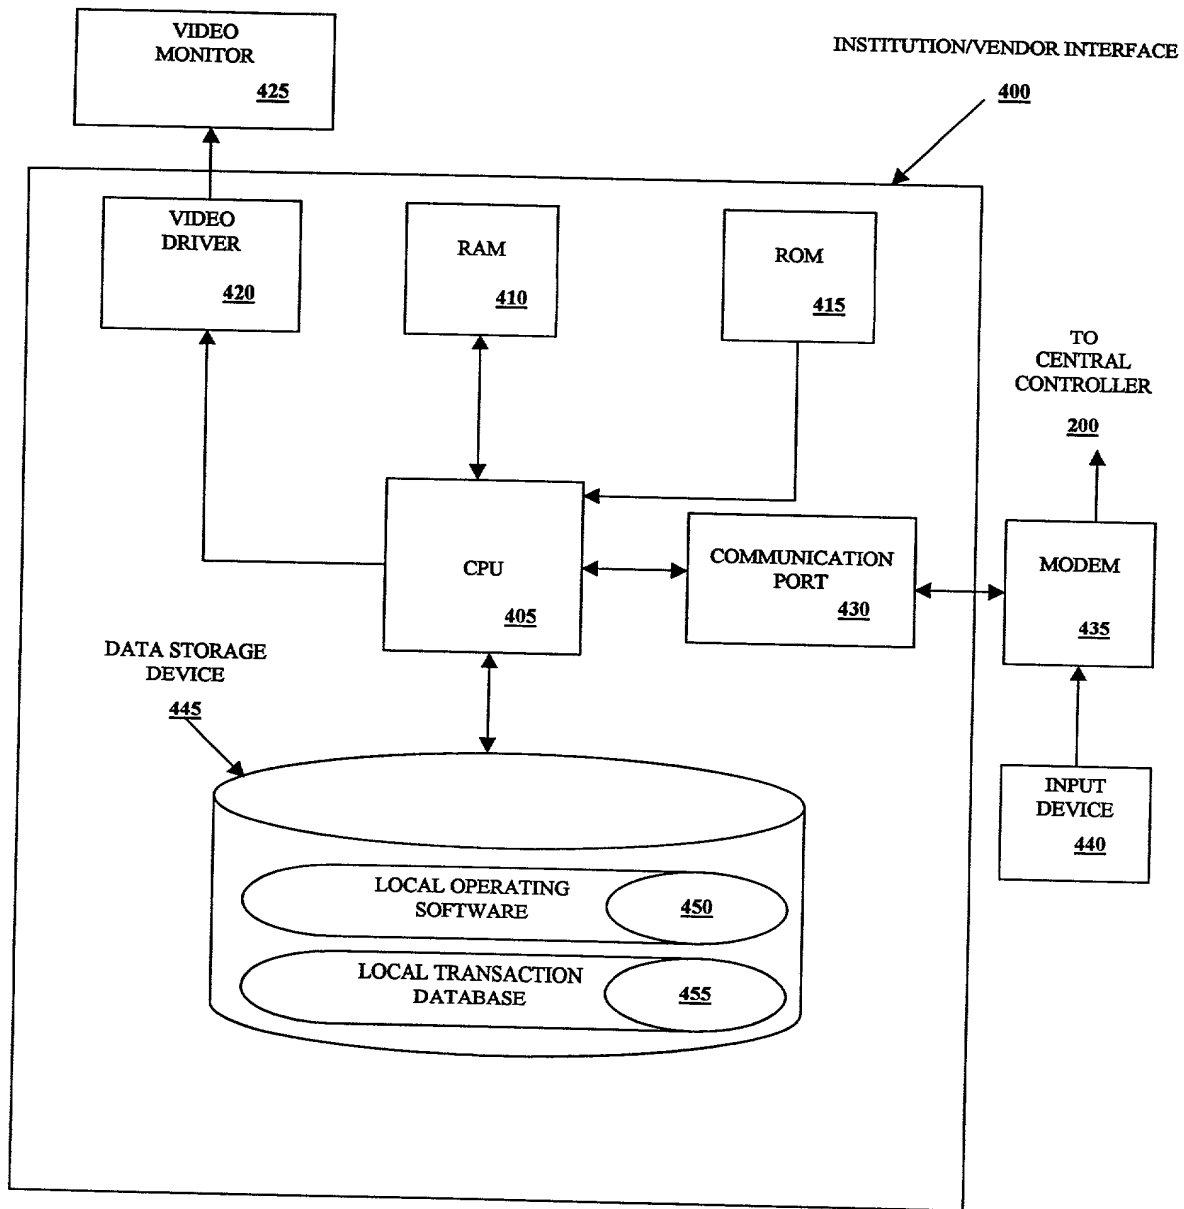 VIDEO
MONITOR
425
INSTITUTION/VENDOR INTERFACE
400
VIDEO
DRIVER
420
RAM
410
ROM
415
TO
CENTRAL
CONTROLLER
200
CPU
405
COMMUNICATION
PORT
430
MODEM
435
DATA STORAGE
DEVICE
445
INPUT
DEVICE
440
LOCAL OPERATING
SOFTWARE
450
LOCAL TRANSACTION
DATABASE
455